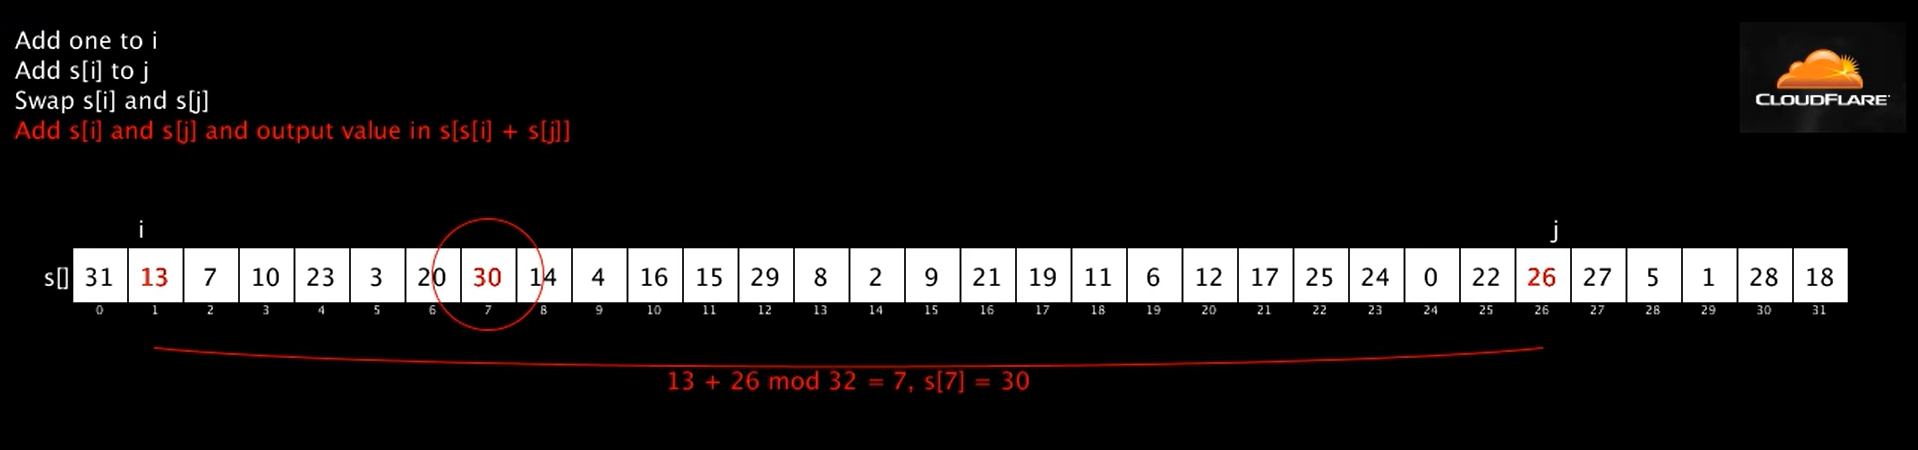 Add one to i
Add s[i] to j
Swap s[i] and s[j]
Add s[i] and s[j] and output value in s[s[i] + s[j]]
CLOUDFLARE
i j
s[] 31 13 7 10 23 3 20 30 14 4 16 15 29 8 2 9 21 19 11 6 12 17 25 24 0 22 26 27 5 1 28 18
0 1 2 3 4 5 6 7 8 9 10 11 12 13 14 15 16 17 18 19 20 21 22 23 24 25 26 27 28 29 30 31
13 + 26 mod 32 = 7, s[7] = 30